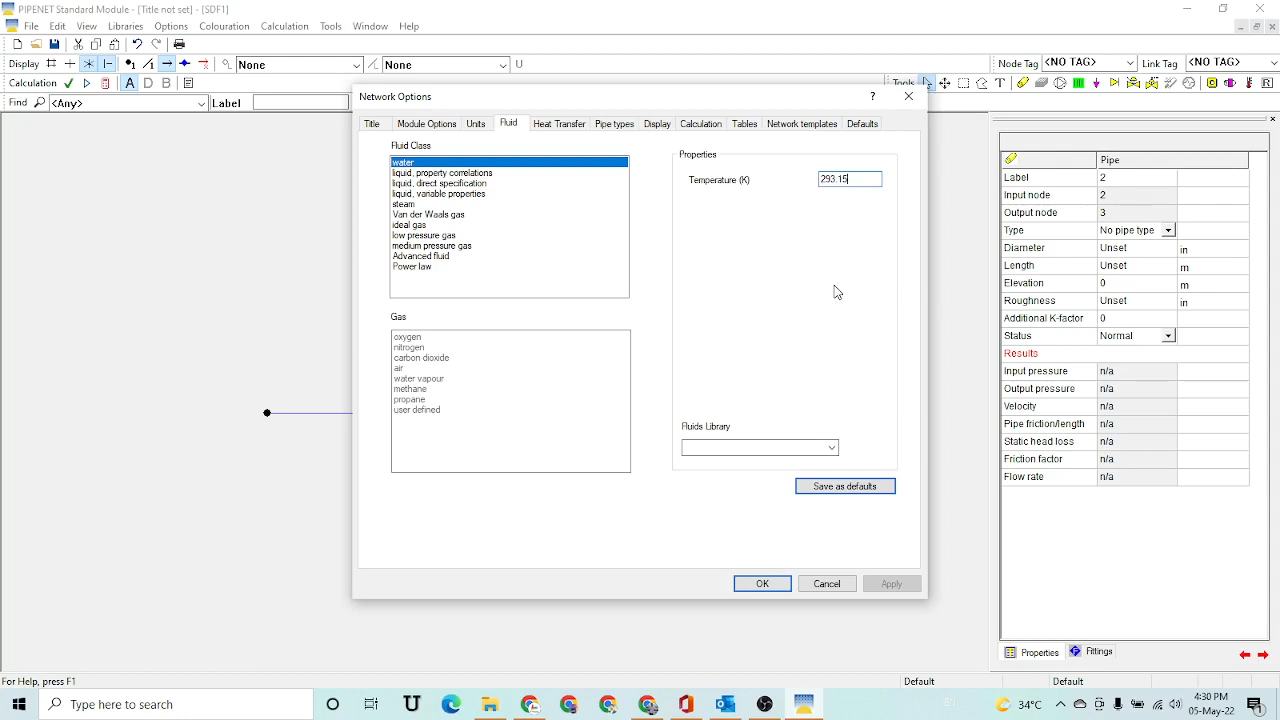 PIPENET Standard Module - [Title not set] - [SDF1]
File Edit View Libraries Options Colouration Calculation Tools Window Help
Display None None U Node Tag <NO TAG> Link Tag <NO TAG>
Calculation A D B Tools T R
Find <Any> Label
Network Options ?
Title Module Options Units Fluid Heat Transfer Pipe types Display Calculation Tables Network templates Defaults
Fluid Class
water
liquid, property correlations
liquid, direct specification
liquid, variable properties
steam
Van der Waals gas
ideal gas
low pressure gas
medium pressure gas
Advanced fluid
Power law
Gas
oxygen
nitrogen
carbon dioxide
air
water vapour
methane
propane
user defined
Properties
Temperature (K) 293.15
Fluids Library
Save as defaults
OK Cancel Apply
Pipe
Label 2
Input node 2
Output node 3
Type No pipe type
Diameter Unset in
Length Unset m
Elevation 0 m
Roughness Unset in
Additional K-factor 0
Status Normal
Results
Input pressure n/a
Output pressure n/a
Velocity n/a
Pipe friction/length n/a
Static head loss n/a
Friction factor n/a
Flow rate n/a
Properties Fittings
For Help, press F1 Default Default
Type here to search U 34°C 4:30 PM
05-May-22